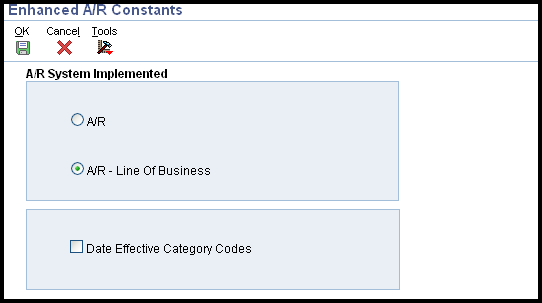 Enhanced A/R Constants
OK Cancel Tools
A/R System Implemented
A/R
A/R - Line Of Business
Date Effective Category Codes